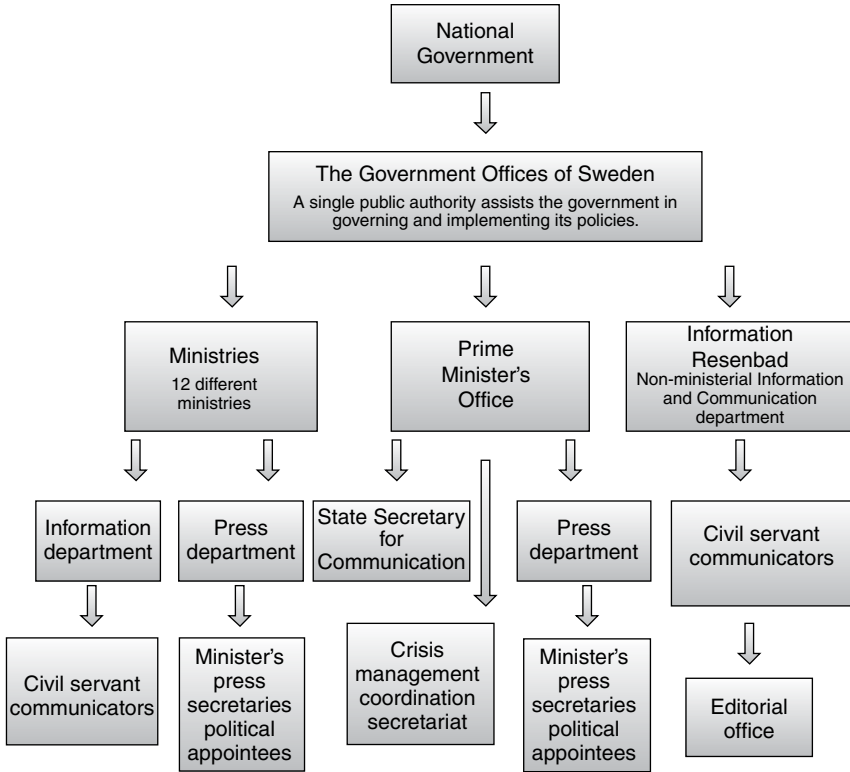 National
Government
The Government Offices of Sweden
A single public authority assists the government in
governing and implementing its policies.
Ministries
12 different
ministries
Prime
Minister's
Office
Information
Resenbad
Non-ministerial Information
and Communication
department
Information
department
Press
department
State Secretary
for
Communication
Press
department
Civil servant
communicators
Civil servant
communicators
Minister's
press
secretaries
political
appointees
Crisis
management
coordination
secretariat
Minister's
press
secretaries
political
appointees
Editorial
office